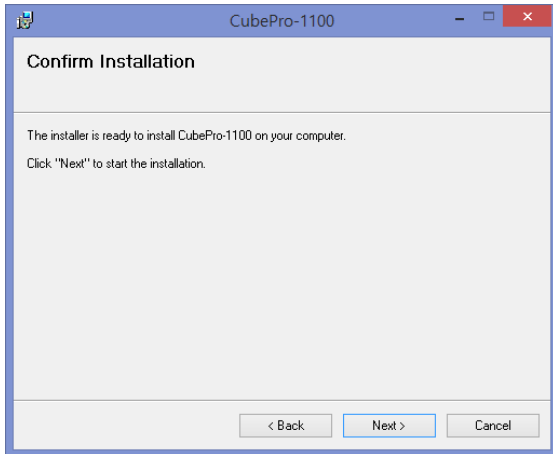 CubePro-1100
Confirm Installation
The installer is ready to install CubePro-1100 on your computer.
Click "Next" to start the installation.
< Back
Next >
Cancel